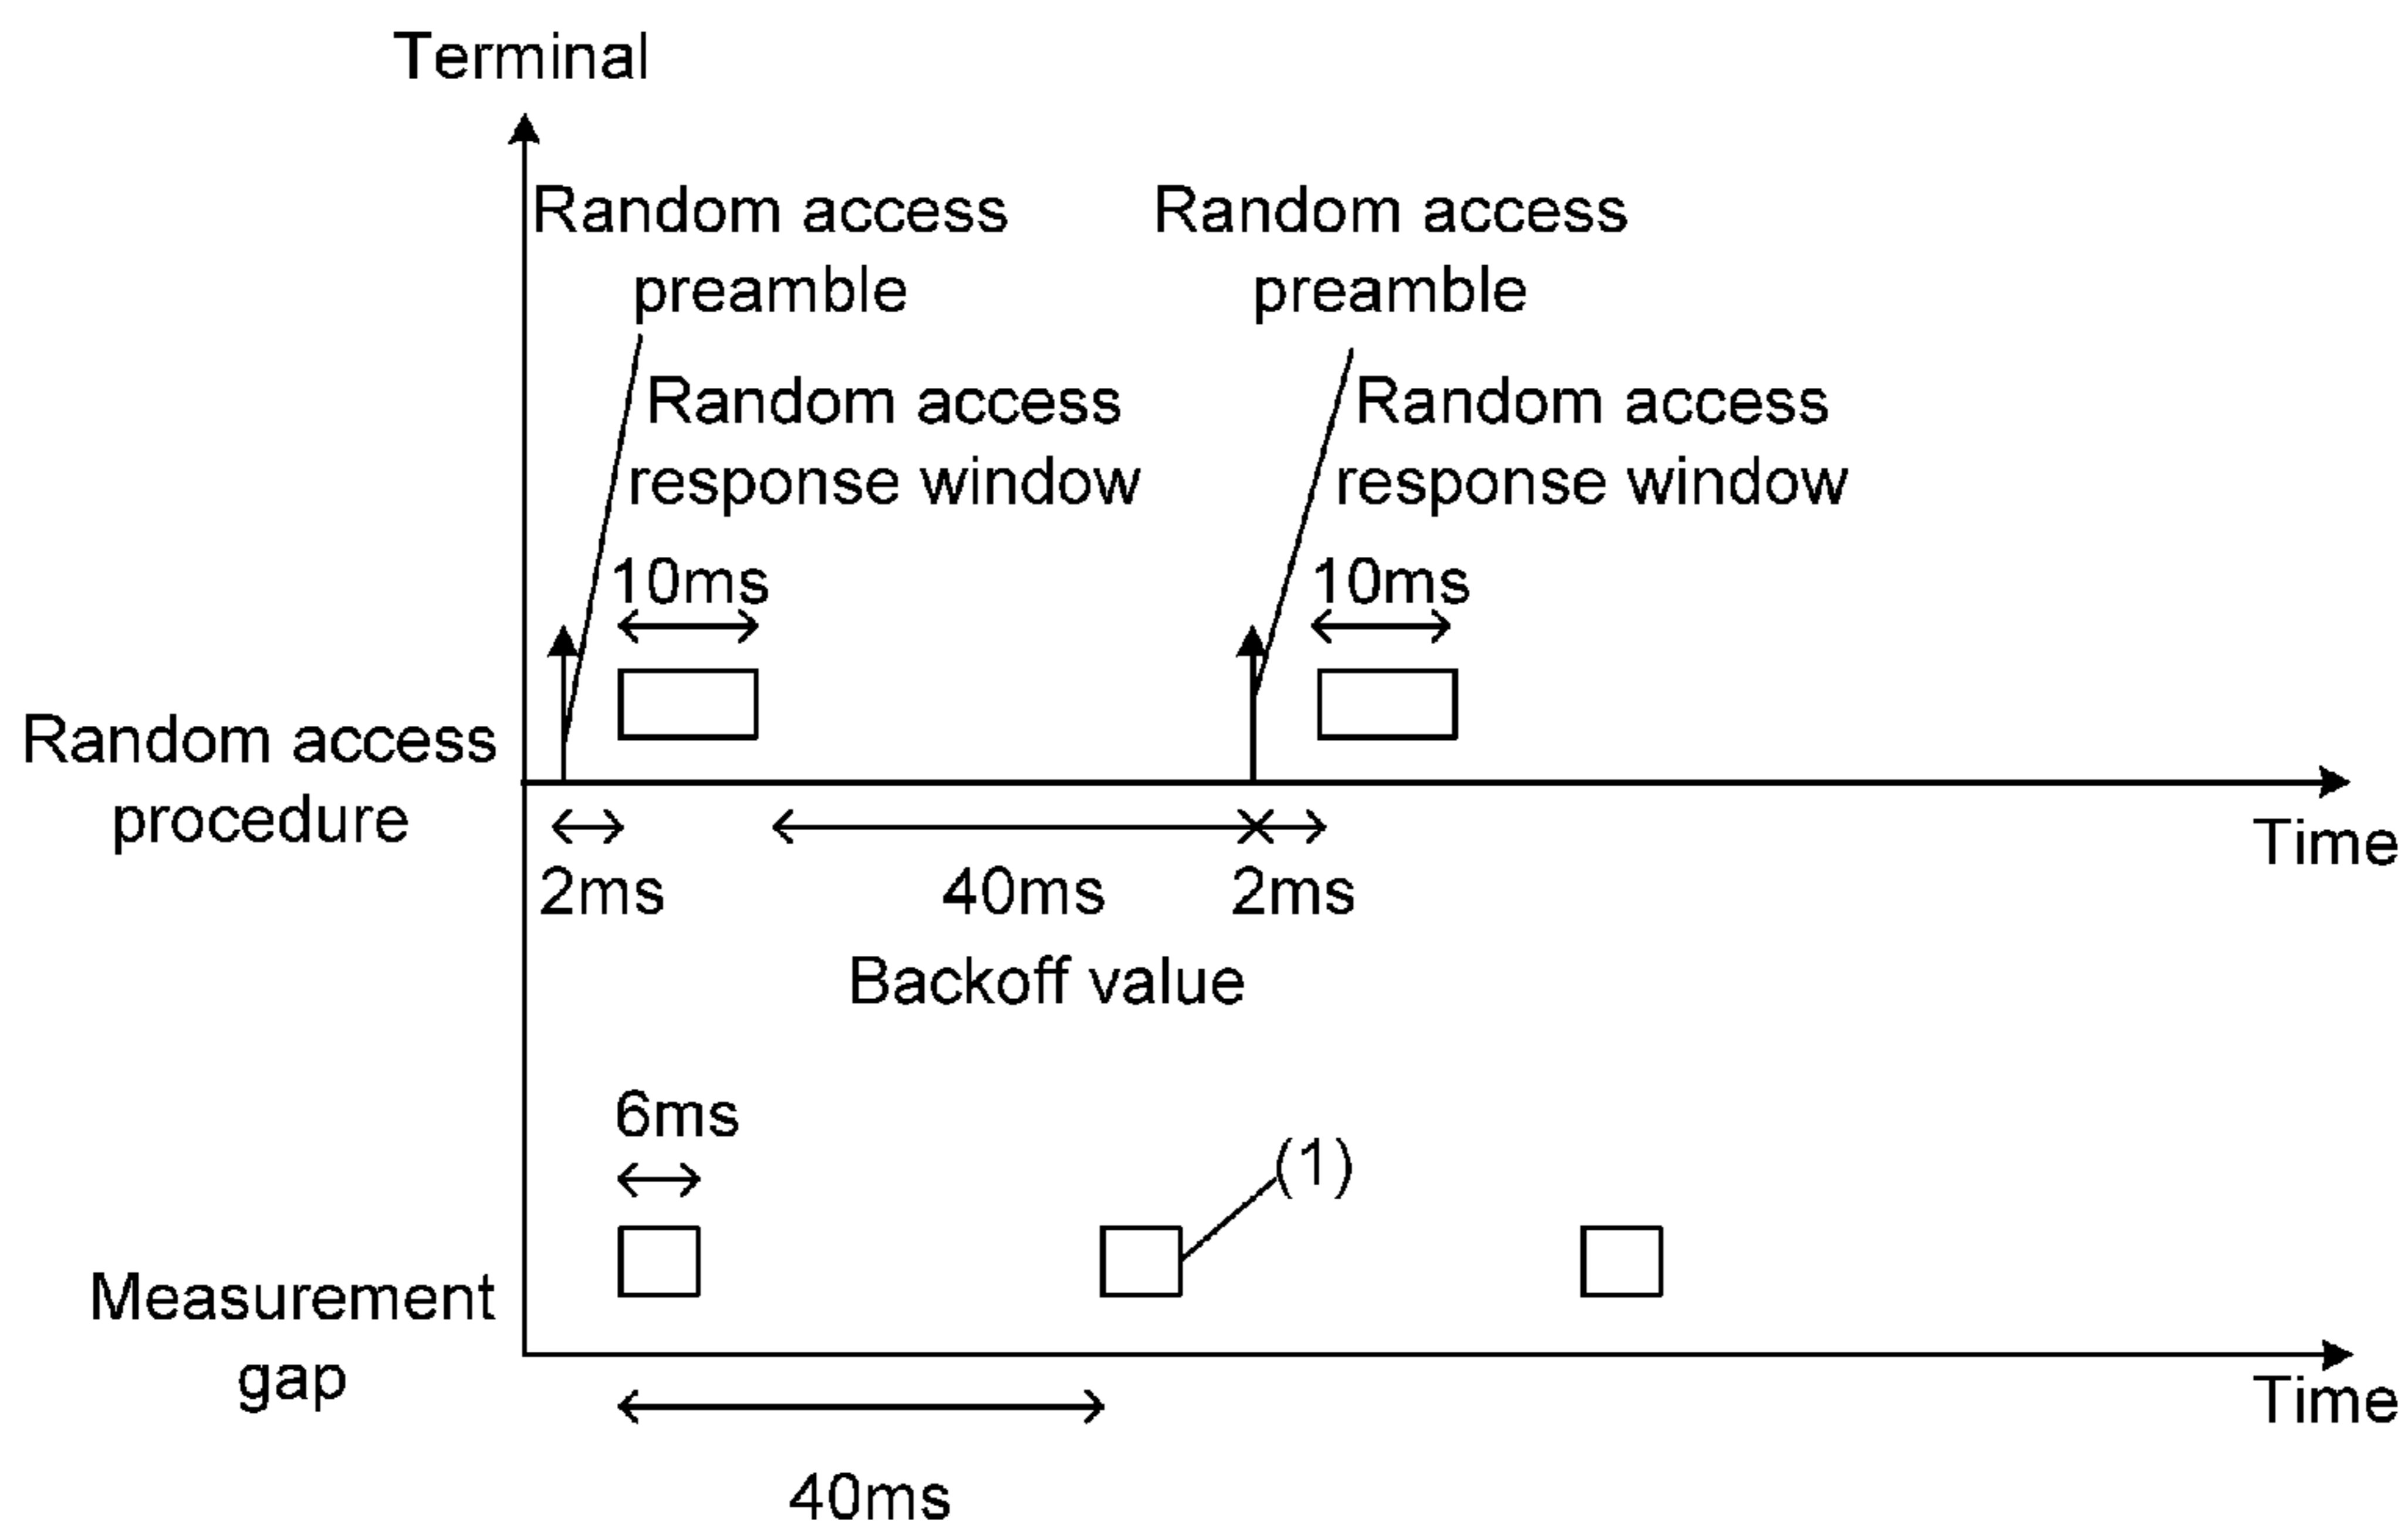 Terminal
Random access
preamble
Random access
preamble
Random access
response window
Random access
response window
10ms
10ms
Random access
procedure
Time
2ms
40ms
2ms
Backoff value
6ms
(1)
Measurement
gap
Time
40ms